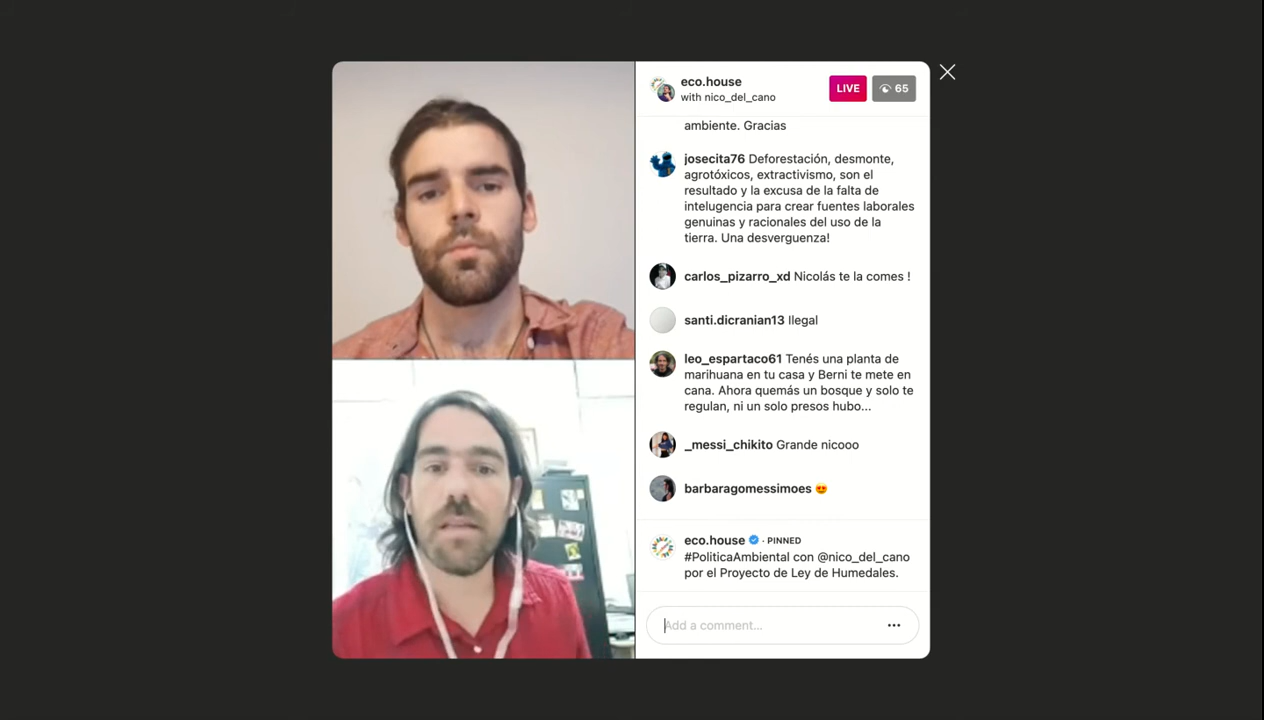 eco.house
with nico_del_cano
LIVE
65
ambiente. Gracias
josecita76 Deforestación, desmonte,
agrotóxicos, extractivismo, son el
resultado y la excusa de la falta de
intelugencia para crear fuentes laborales
genuinas y racionales del uso de la
tierra. Una desverguenza!
carlos_pizarro_xd Nicolás te la comes !
santi.dicranian13 Ilegal
leo_espartaco61 Tenés una planta de
marihuana en tu casa y Berni te mete en
cana. Ahora quemás un bosque y solo te
regulan, ni un solo presos hubo...
_messi_chikito Grande nicooo
barbaragomessimoes 😍
eco.house · PINNED
#PoliticaAmbiental con @nico_del_cano
por el Proyecto de Ley de Humedales.
Add a comment...